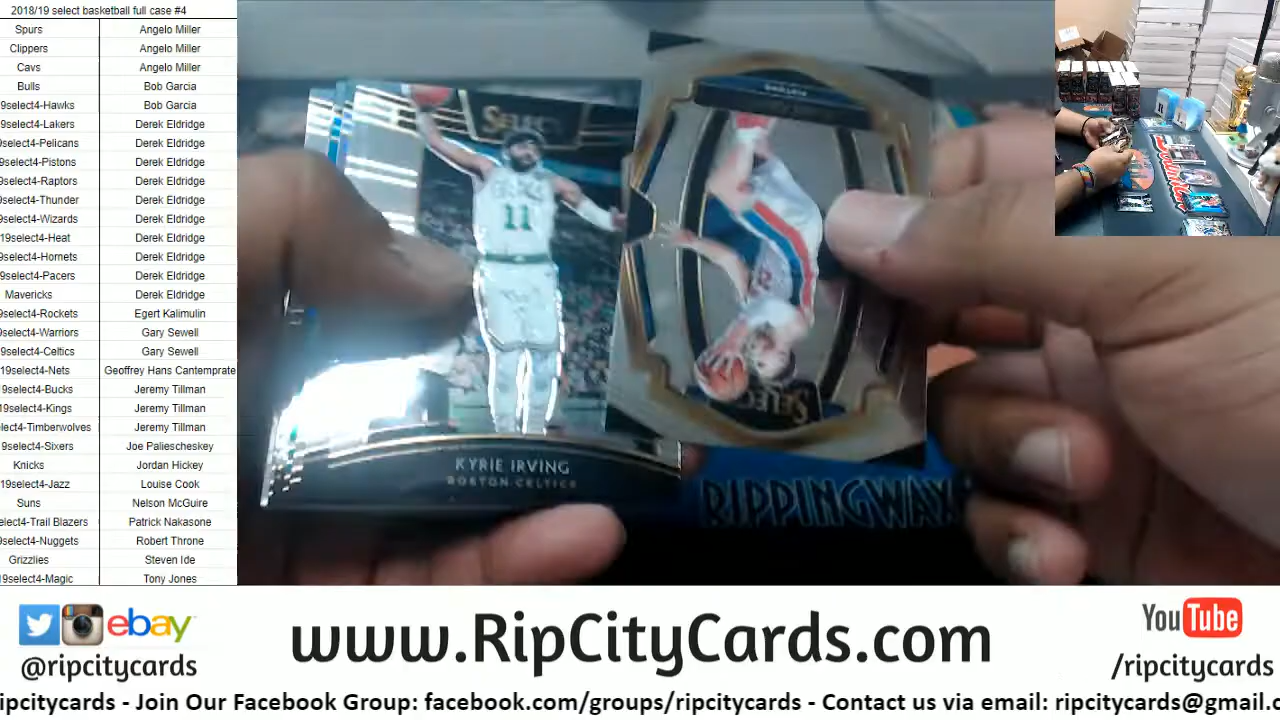 2018/19 select basketball full case #4
Spurs Angelo Miller
Clippers Angelo Miller
Cavs Angelo Miller
Bulls Bob Garcia
9select4-Hawks Bob Garcia
9select4-Lakers Derek Eldridge
9select4-Pelicans Derek Eldridge
9select4-Pistons Derek Eldridge
9select4-Raptors Derek Eldridge
9select4-Thunder Derek Eldridge
9select4-Wizards Derek Eldridge
19select4-Heat Derek Eldridge
9select4-Hornets Derek Eldridge
9select4-Pacers Derek Eldridge
Mavericks Derek Eldridge
9select4-Rockets Egert Kalimulin
9select4-Warriors Gary Sewell
9select4-Celtics Gary Sewell
19select4-Nets Geoffrey Hans Cantemprate
9select4-Bucks Jeremy Tillman
19select4-Kings Jeremy Tillman
lect4-Timberwolves Jeremy Tillman
9select4-Sixers Joe Paliescheskey
Knicks Jordan Hickey
19select4-Jazz Louise Cook
Suns Nelson McGuire
elect4-Trail Blazers Patrick Nakasone
9select4-Nuggets Robert Throne
Grizzlies Steven Ide
19select4-Magic Tony Jones
SELECT
11
KYRIE IRVING
BOSTON CELTICS
SELECT
RIPPINGWAX
ebay
@ripcitycards
www.RipCityCards.com
YouTube
/ripcitycards
ipcitycards - Join Our Facebook Group: facebook.com/groups/ripcitycards - Contact us via email: ripcitycards@gmail.c